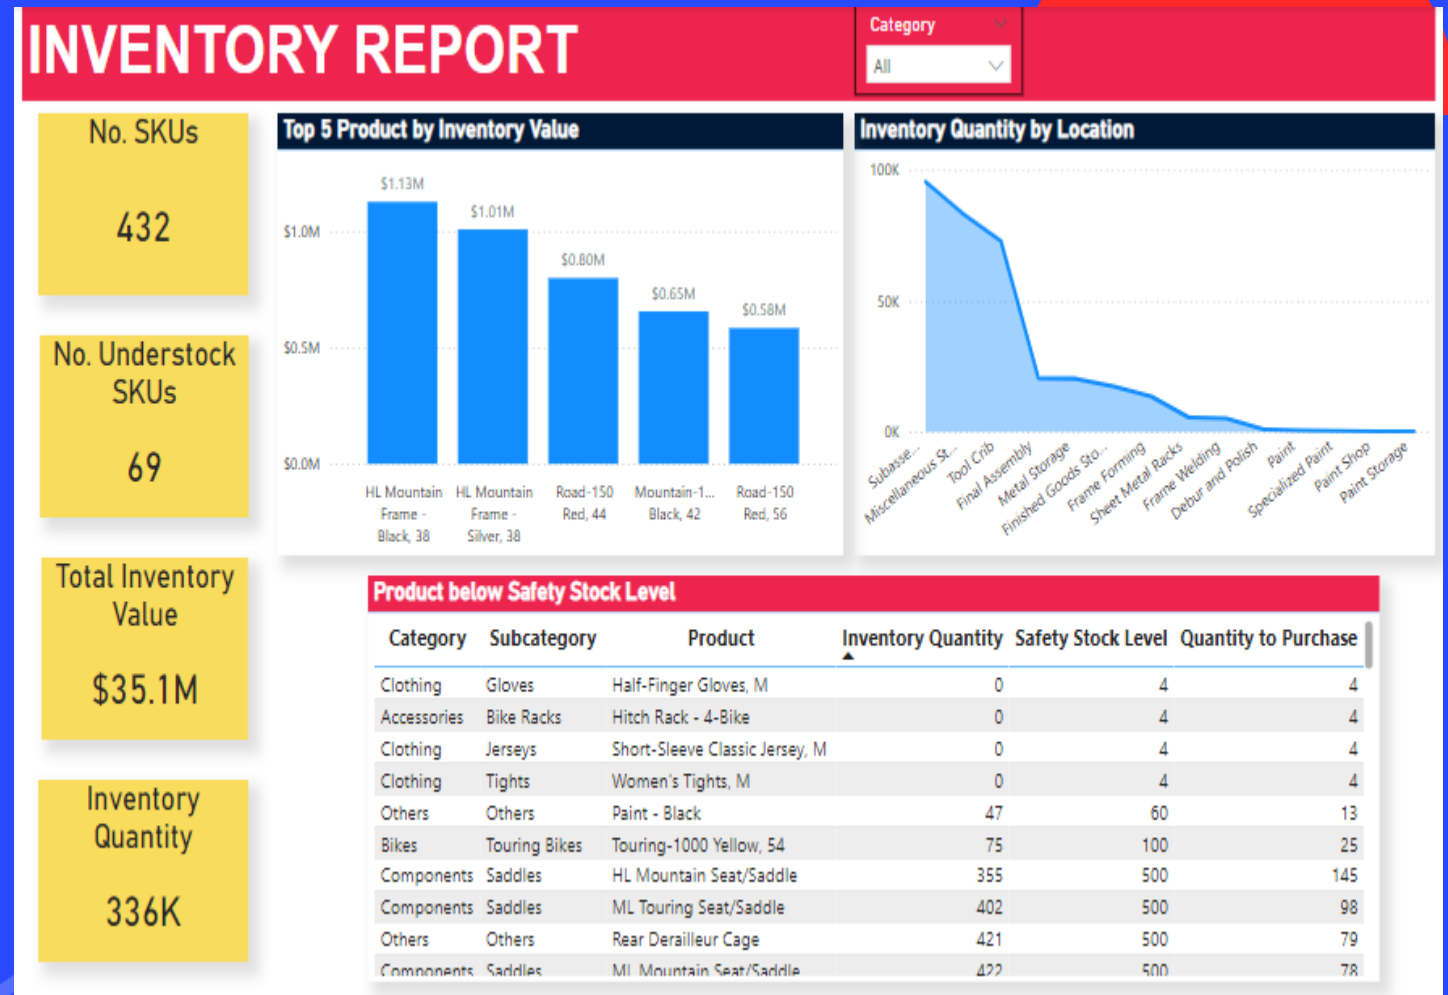 INVENTORY REPORT
Category
All
No. SKUs
432
No. Understock
SKUs
69
Total Inventory
Value
$35.1M
Inventory
Quantity
336K
Top 5 Product by Inventory Value
$1.13M
$1.01M
$0.80M
$0.65M
$0.58M
$1.0M
$0.5M
$0.0M
HL Mountain
Frame -
Black, 38
HL Mountain
Frame -
Silver, 38
Road-150
Red, 44
Mountain-1...
Black, 42
Road-150
Red, 56
Inventory Quantity by Location
100K
50K
0K
Subasse...
Miscellaneous St...
Tool Crib
Final Assembly
Metal Storage
Finished Goods Sto...
Frame Forming
Sheet Metal Racks
Frame Welding
Debur and Polish
Paint
Specialized Paint
Paint Shop
Paint Storage
Product below Safety Stock Level
Category Subcategory Product Inventory Quantity Safety Stock Level Quantity to Purchase
Clothing Gloves Half-Finger Gloves, M 0 4 4
Accessories Bike Racks Hitch Rack - 4-Bike 0 4 4
Clothing Jerseys Short-Sleeve Classic Jersey, M 0 4 4
Clothing Tights Women's Tights, M 0 4 4
Others Others Paint - Black 47 60 13
Bikes Touring Bikes Touring-1000 Yellow, 54 75 100 25
Components Saddles HL Mountain Seat/Saddle 355 500 145
Components Saddles ML Touring Seat/Saddle 402 500 98
Others Others Rear Derailleur Cage 421 500 79
Components Saddles ML Mountain Seat/Saddle 422 500 78